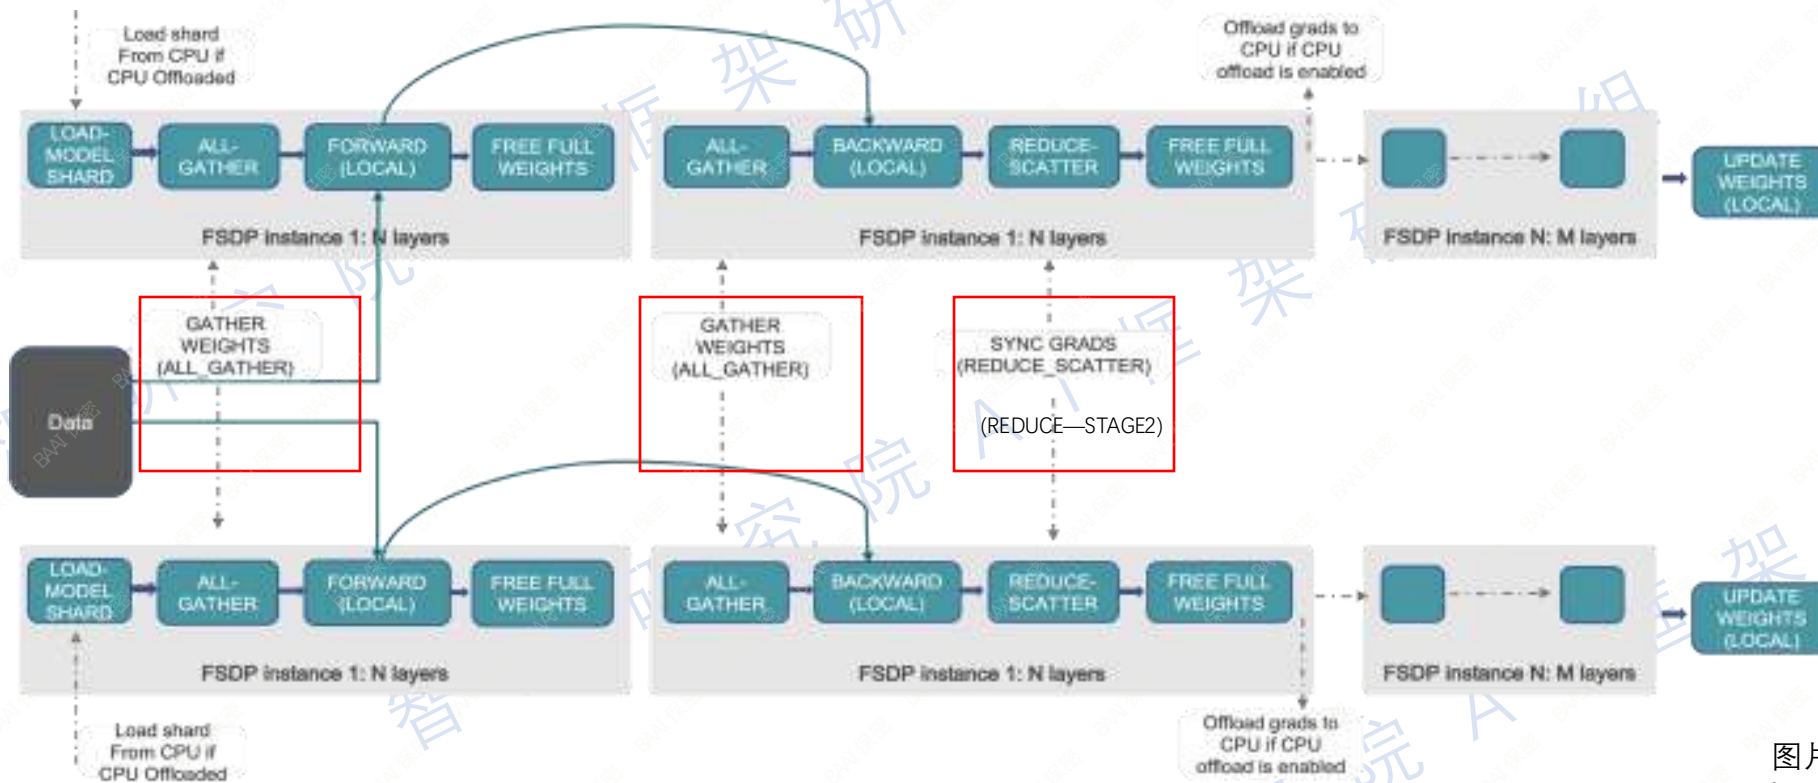 Load shard
From CPU if
CPU Offloaded
Offload grads to
CPU if CPU
offload is enabled
LOAD-
MODEL
SHARD
ALL-
GATHER
FORWARD
(LOCAL)
FREE FULL
WEIGHTS
ALL-
GATHER
BACKWARD
(LOCAL)
REDUCE-
SCATTER
FREE FULL
WEIGHTS
UPDATE
WEIGHTS
(LOCAL)
FSDP instance 1: N layers
FSDP instance 1: N layers
FSDP instance N: M layers
GATHER
WEIGHTS
(ALL_GATHER)
GATHER
WEIGHTS
(ALL_GATHER)
SYNC GRADS
(REDUCE_SCATTER)
(REDUCE—STAGE2)
Data
LOAD-
MODEL
SHARD
ALL-
GATHER
FORWARD
(LOCAL)
FREE FULL
WEIGHTS
ALL-
GATHER
BACKWARD
(LOCAL)
REDUCE-
SCATTER
FREE FULL
WEIGHTS
UPDATE
WEIGHTS
(LOCAL)
FSDP instance 1: N layers
FSDP instance 1: N layers
FSDP instance N: M layers
Load shard
From CPU if
CPU Offloaded
Offload grads to
CPU if CPU
offload is enabled
图片